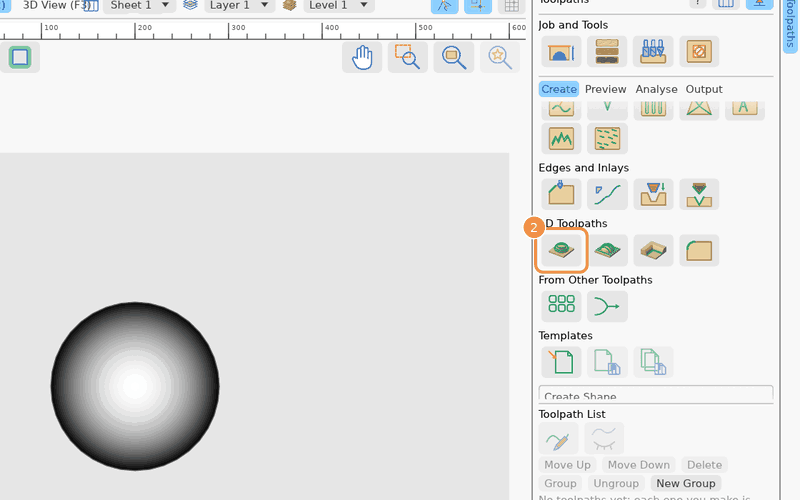 3D View (F3)
Sheet 1
Layer 1
Level 1
Toolpaths
?
Toolpaths
100
200
300
400
500
600
Job and Tools
Create Preview Analyse Output
Edges and Inlays
2
D Toolpaths
From Other Toolpaths
Templates
Create Shape
Toolpath List
Move Up Move Down Delete
Group Ungroup New Group
No toolpaths yet: each one you make is